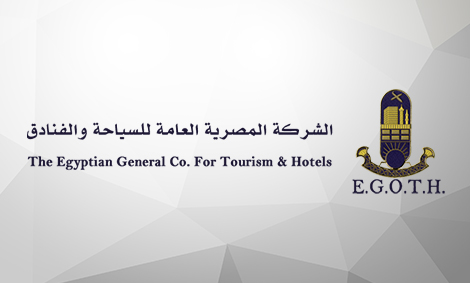 الشركة المصرية العامة للسياحة والفنادق
The Egyptian General Co. For Tourism & Hotels
E.G.O.T.H.